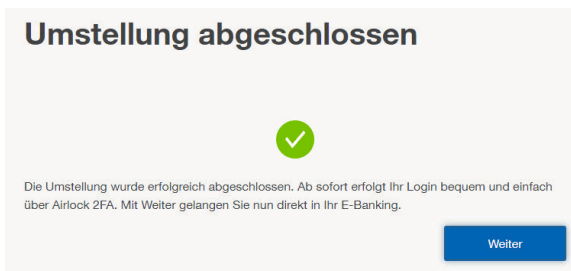 Umstellung abgeschlossen
Die Umstellung wurde erfolgreich abgeschlossen. Ab sofort erfolgt Ihr Login bequem und einfach
über Airlock 2FA. Mit Weiter gelangen Sie nun direkt in Ihr E-Banking.
Weiter